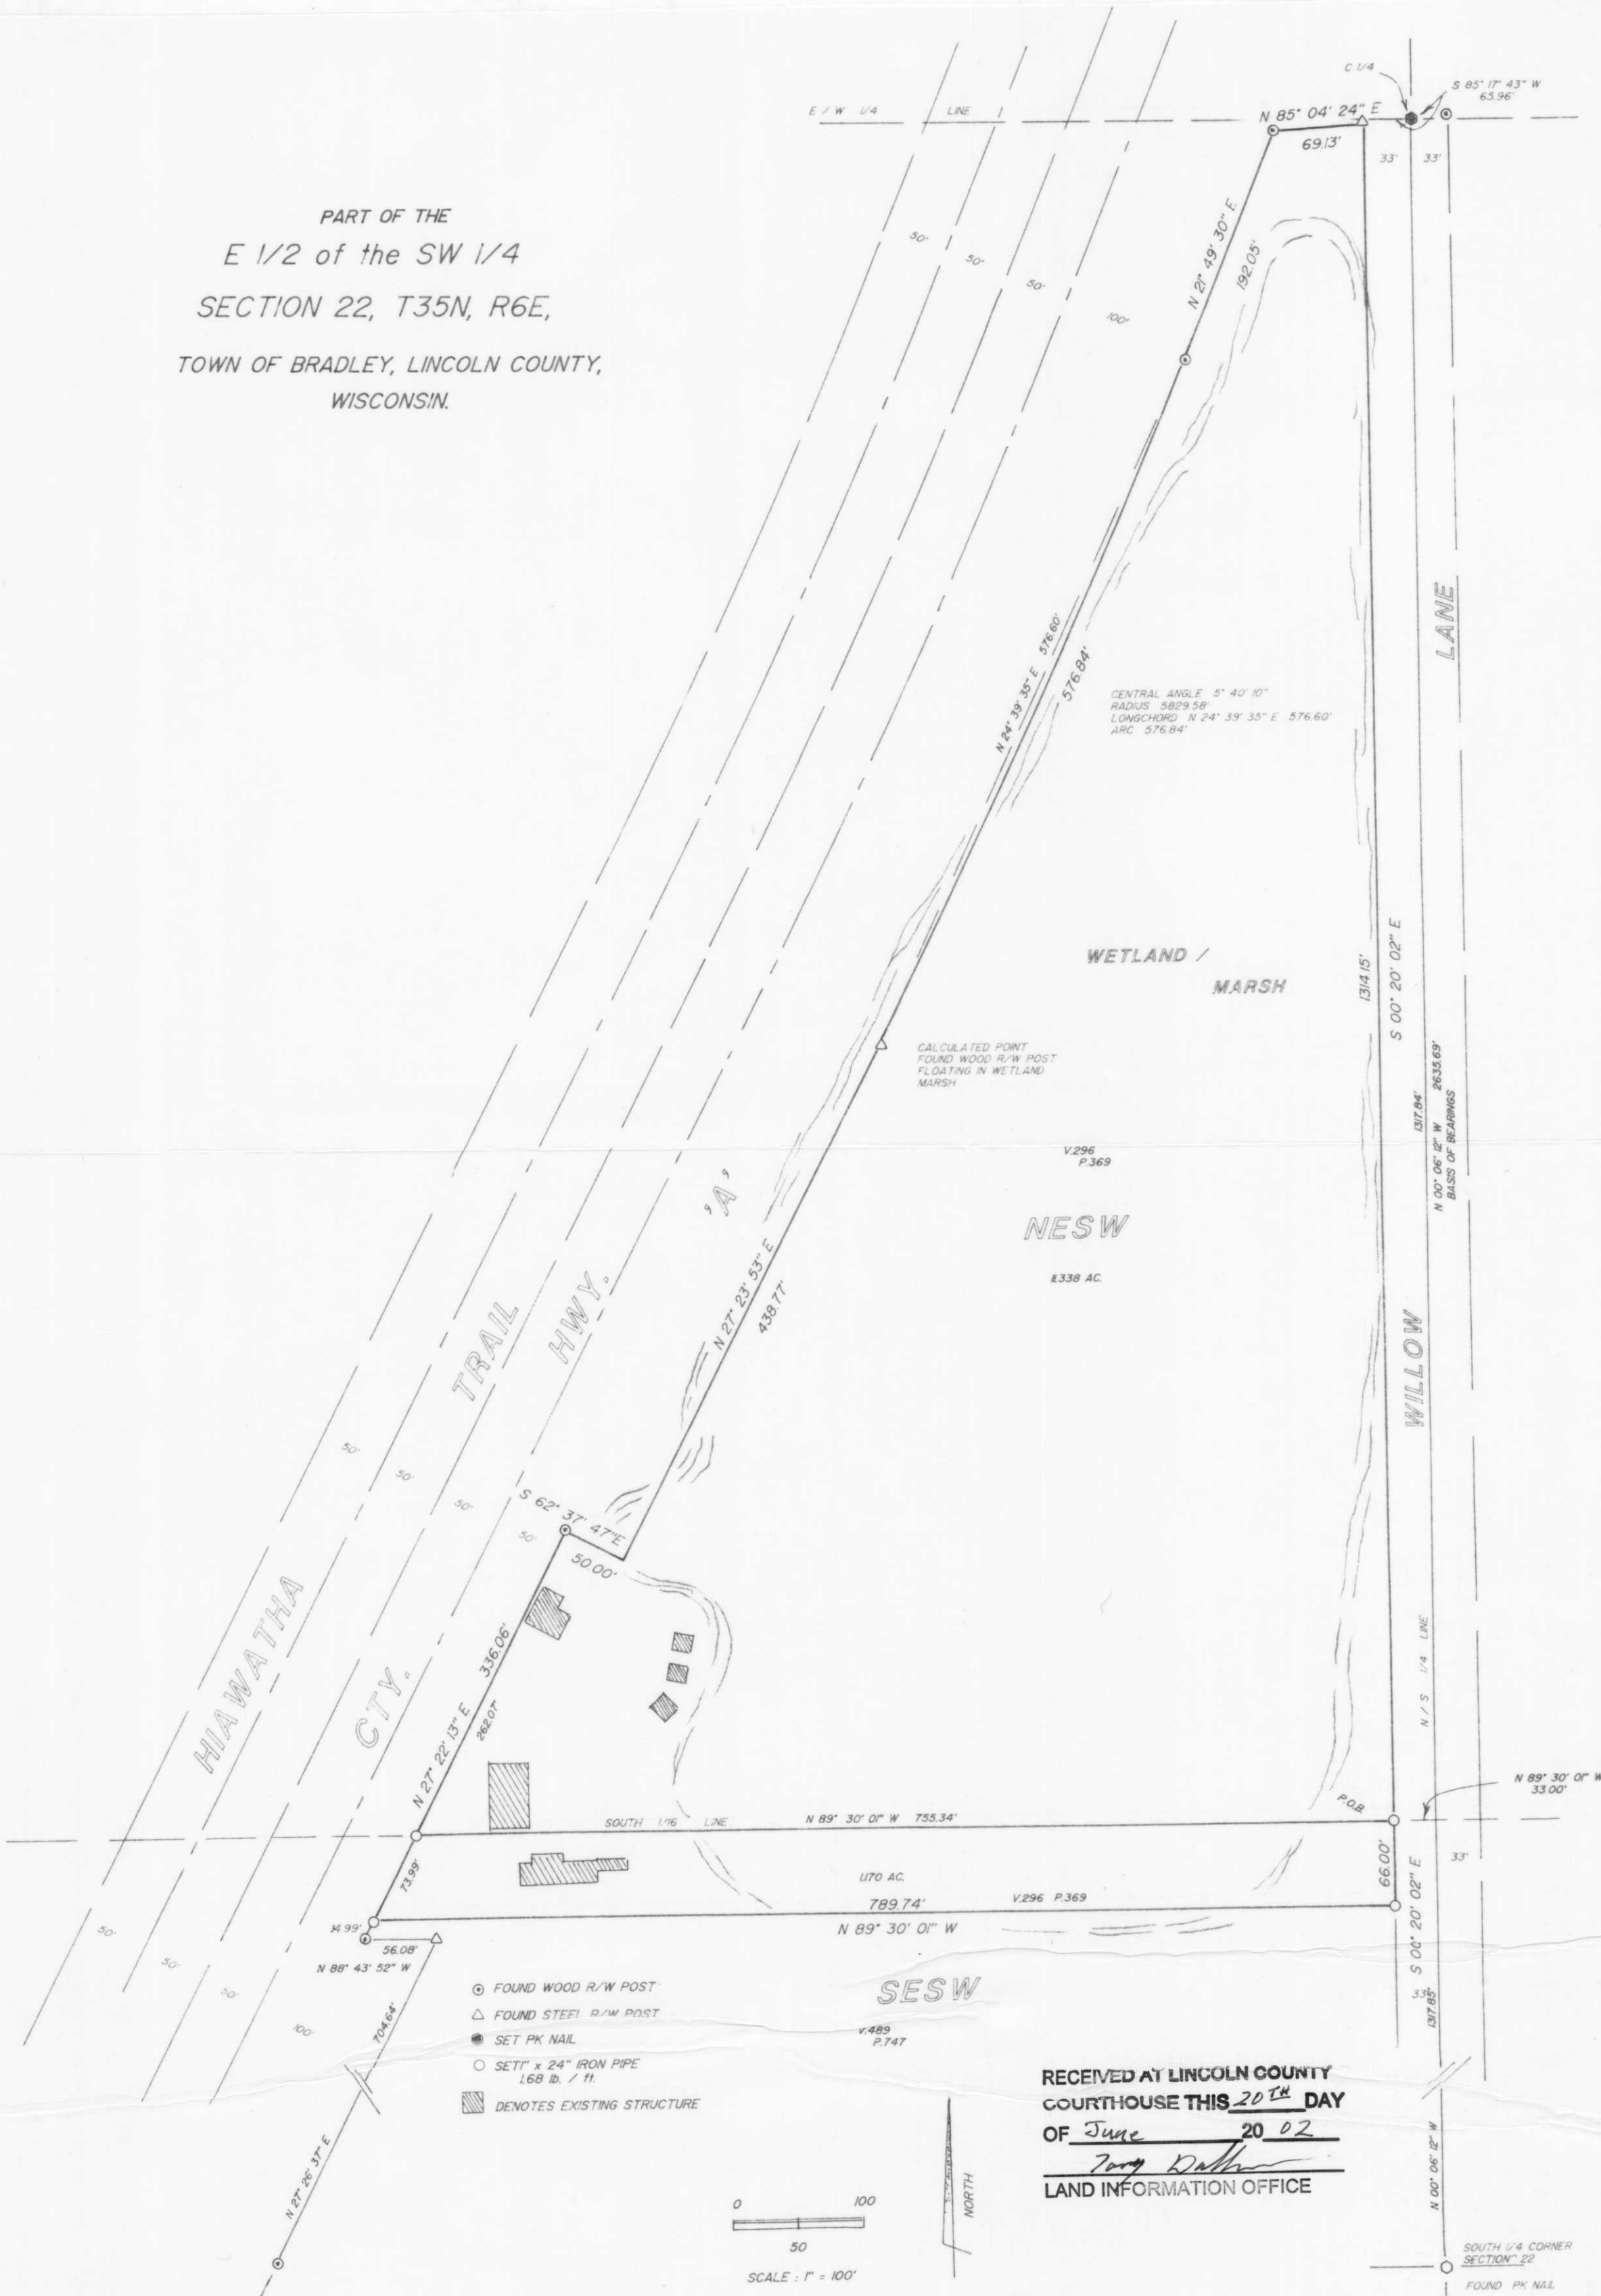 PART OF THE
E 1/2 of the SW 1/4
SECTION 22, T35N, R6E,
TOWN OF BRADLEY, LINCOLN COUNTY,
WISCONSIN.
E / W 1/4 LINE
C 1/4
S 85° 17' 43" W
65.96'
N 85° 04' 24" E
69.13'
33'
33'
50'
50'
50'
100'
N 21° 49' 30" E
192.05'
N 24° 39' 35" E 576.60'
576.84'
CENTRAL ANGLE 5° 40' 10"
RADIUS 5829.58'
LONGCHORD N 24° 39' 35" E 576.60'
ARC 576.84'
LANE
WETLAND /
MARSH
1314.15'
S 00° 20' 02" E
CALCULATED POINT
FOUND WOOD R/W POST
FLOATING IN WETLAND
MARSH
1317.84'
N 00° 06' 12" W 2635.69'
BASIS OF BEARINGS
V.296
P.369
'A'
NESW
11.338 AC.
N 27° 23' 53" E
438.77'
TRAIL
HWY.
WILLOW
50'
50'
50'
50'
S 62° 37' 47" E
50.00'
HIAWATHA
CTY.
336.06'
N 27° 22' 13" E
262.07'
N / S 1/4 LINE
N 89° 30' 01" W
33.00'
P.O.B.
SOUTH 1/16 LINE
N 89° 30' 01" W 755.34'
73.99'
66.00'
33'
1.170 AC.
789.74'
V.296 P.369
N 89° 30' 01" W
S 00° 20' 02" E
14.99'
56.08'
N 88° 43' 52" W
50'
50'
50'
100'
704.64'
33'
1317.85'
SESW
V.489
P.747
FOUND WOOD R/W POST
FOUND STEEL R/W POST
SET PK NAIL
SET 1" x 24" IRON PIPE
1.68 lb. / ft.
DENOTES EXISTING STRUCTURE
RECEIVED AT LINCOLN COUNTY
COURTHOUSE THIS 20TH DAY
OF June 20 02
LAND INFORMATION OFFICE
N 27° 26' 37" E
N 00° 06' 12" W
0 100
50
SCALE : 1" = 100'
NORTH
SOUTH 1/4 CORNER
SECTION 22
FOUND PK NAIL